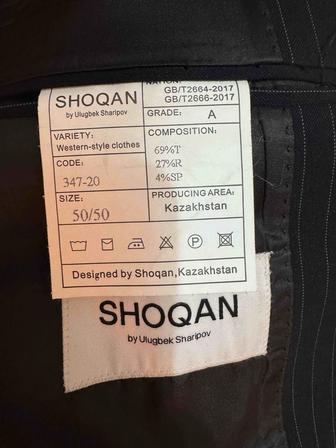 SHOQAN
by Ulugbek Sharipov
GB/T2664-2017
GB/T2666-2017
GRADE: A
VARIETY:
Western-style clothes
COMPOSITION:
69%T
27%R
4%SP
CODE:
347-20
SIZE:
50/50
PRODUCING AREA:
Kazakhstan
P
Designed by Shoqan,Kazakhstan
SHOQAN
by Ulugbek Sharipov